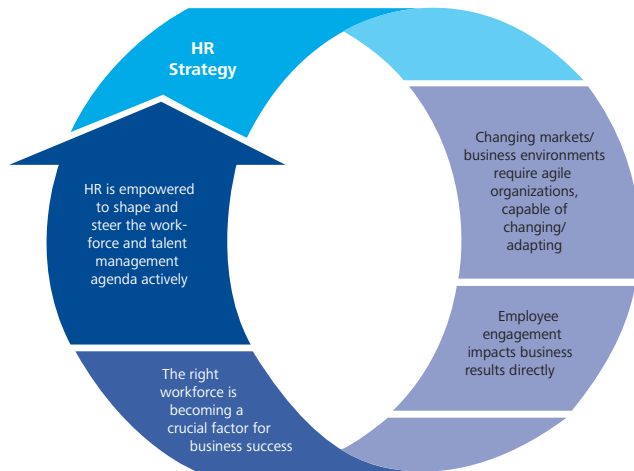 HR
Strategy
Changing markets/
business environments
require agile
organizations,
capable of
changing/
adapting
Employee
engagement
impacts business
results directly
The right
workforce is
becoming a
crucial factor for
business success
HR is empowered
to shape and
steer the work-
force and talent
management
agenda actively